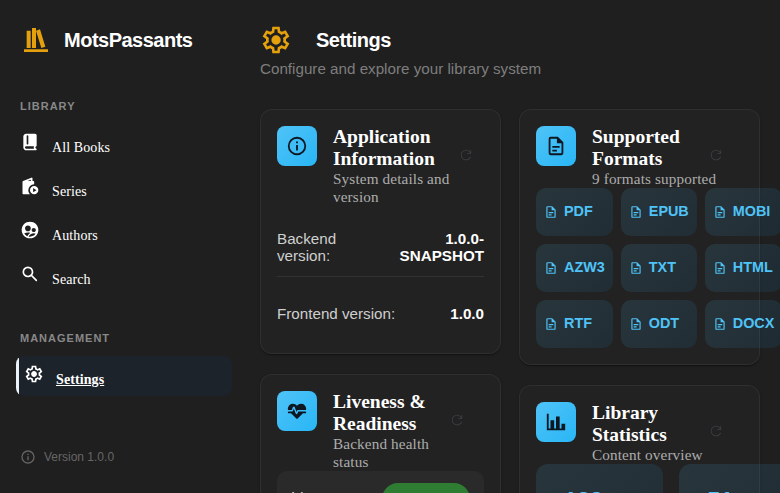 MotsPassants
LIBRARY
All Books
Series
Authors
Search
MANAGEMENT
Settings
Version 1.0.0
Settings
Configure and explore your library system
Application
Information
System details and
version
Backend
version:
1.0.0-
SNAPSHOT
Frontend version:
1.0.0
Liveness &
Readiness
Backend health
status
Supported
Formats
9 formats supported
PDF
EPUB
MOBI
AZW3
TXT
HTML
RTF
ODT
DOCX
Library
Statistics
Content overview